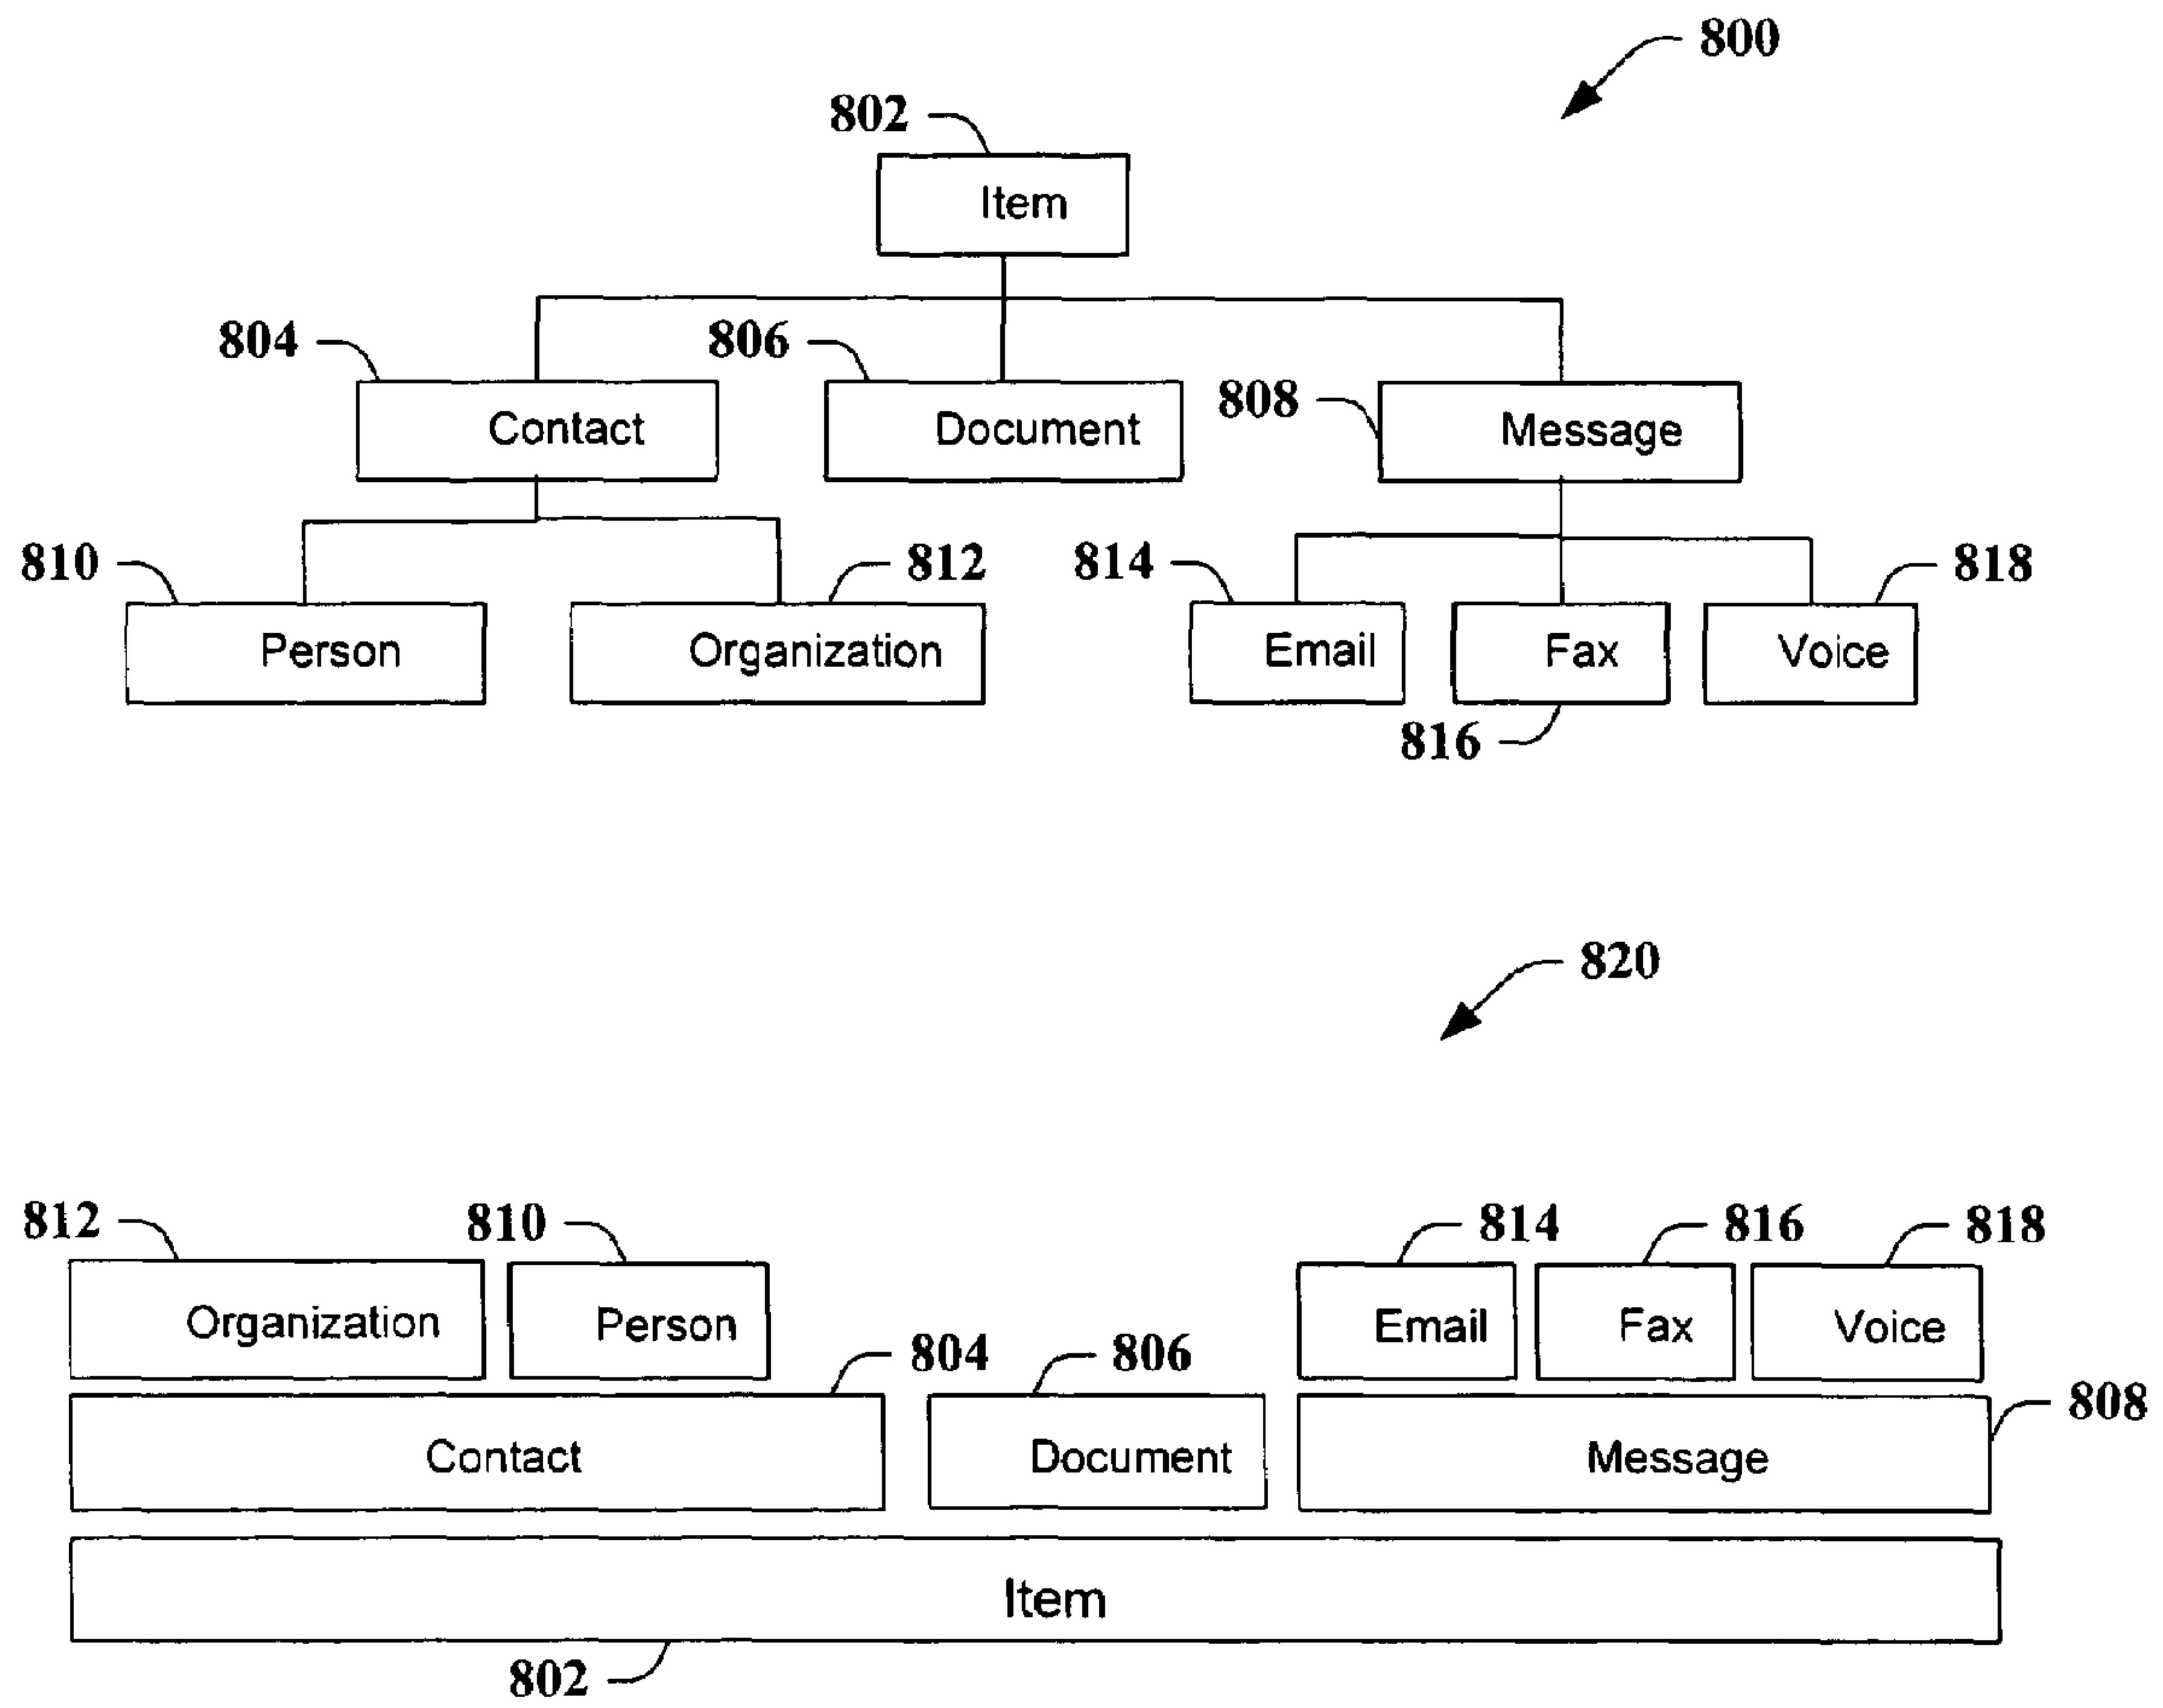 800
802
Item
804
806
808
Contact
Document
Message
810
812
814
818
Person
Organization
Email
Fax
Voice
816
820
812
810
814
816
818
Organization
Person
Email
Fax
Voice
804
806
808
Contact
Document
Message
Item
802